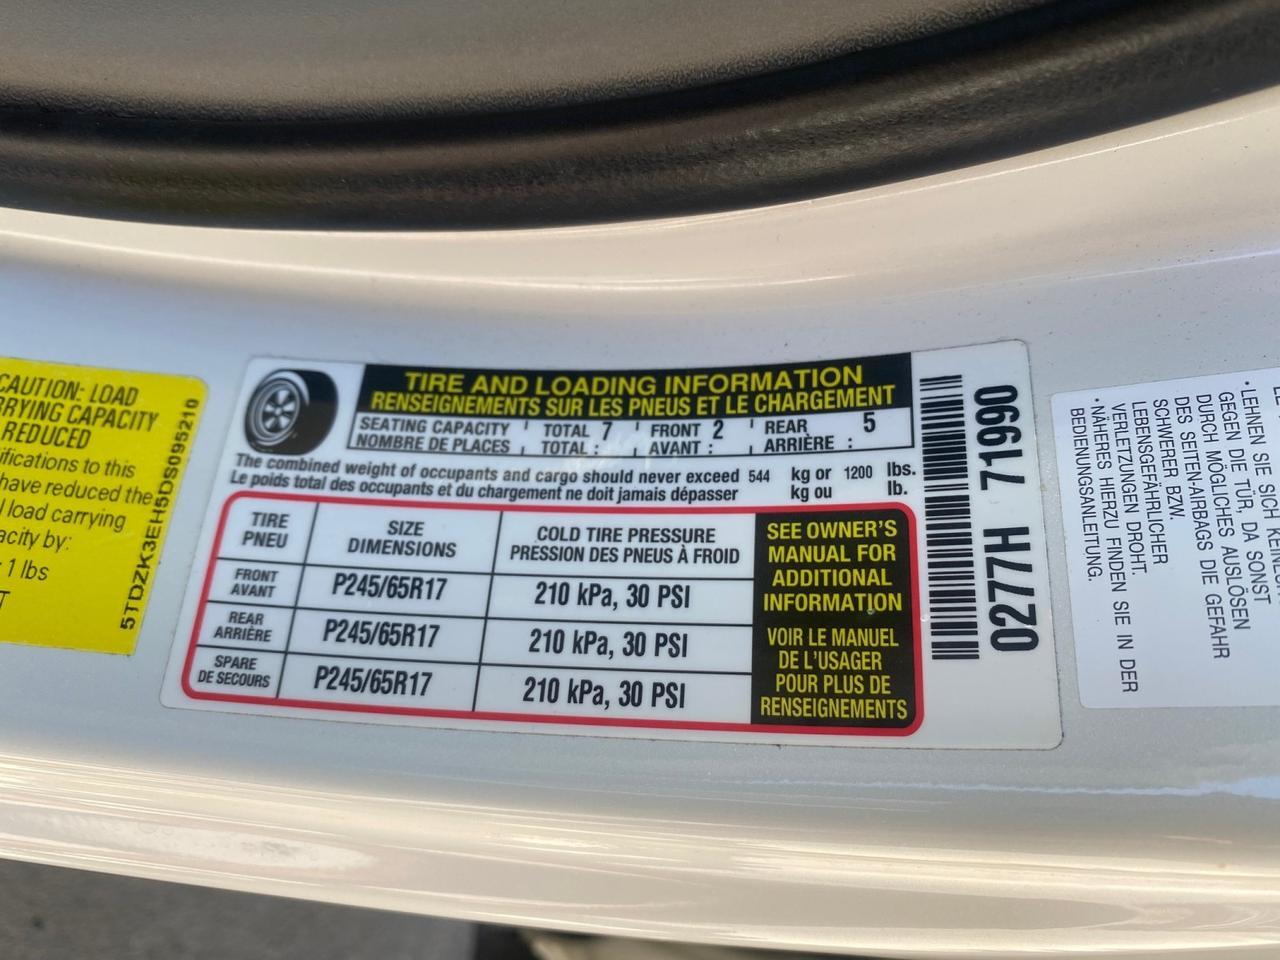 CAUTION: LOAD
RRYING CAPACITY
REDUCED
ifications to this
have reduced the
load carrying
acity by:
1 lbs
5TDZK3EH5DS095210
TIRE AND LOADING INFORMATION
RENSEIGNEMENTS SUR LES PNEUS ET LE CHARGEMENT
SEATING CAPACITY TOTAL 7 FRONT 2 REAR 5
NOMBRE DE PLACES TOTAL : AVANT : ARRIÈRE :
The combined weight of occupants and cargo should never exceed 544 kg or 1200 lbs.
Le poids total des occupants et du chargement ne doit jamais dépasser kg ou lb.
TIRE SIZE COLD TIRE PRESSURE
PNEU DIMENSIONS PRESSION DES PNEUS À FROID
FRONT
AVANT P245/65R17 210 kPa, 30 PSI
REAR
ARRIÈRE P245/65R17 210 kPa, 30 PSI
SPARE
DE SECOURS P245/65R17 210 kPa, 30 PSI
SEE OWNER'S
MANUAL FOR
ADDITIONAL
INFORMATION
VOIR LE MANUEL
DE L'USAGER
POUR PLUS DE
RENSEIGNEMENTS
0277H 71990
•LEHNEN SIE SICH KEINE
GEGEN DIE TÜR, DA SONST
DURCH MÖGLICHES AUSLÖSEN
DES SEITEN-AIRBAGS DIE GEFAHR
SCHWERER BZW.
LEBENSGEFÄHRLICHER
VERLETZUNGEN DROHT.
•NÄHERES HIERZU FINDEN SIE IN DER
BEDIENUNGSANLEITUNG.